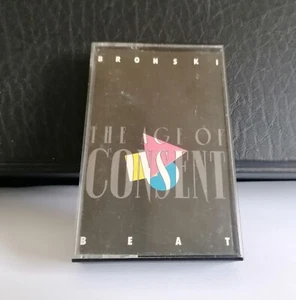 BRONSKI
THE AGE OF
CONSENT
BEAT